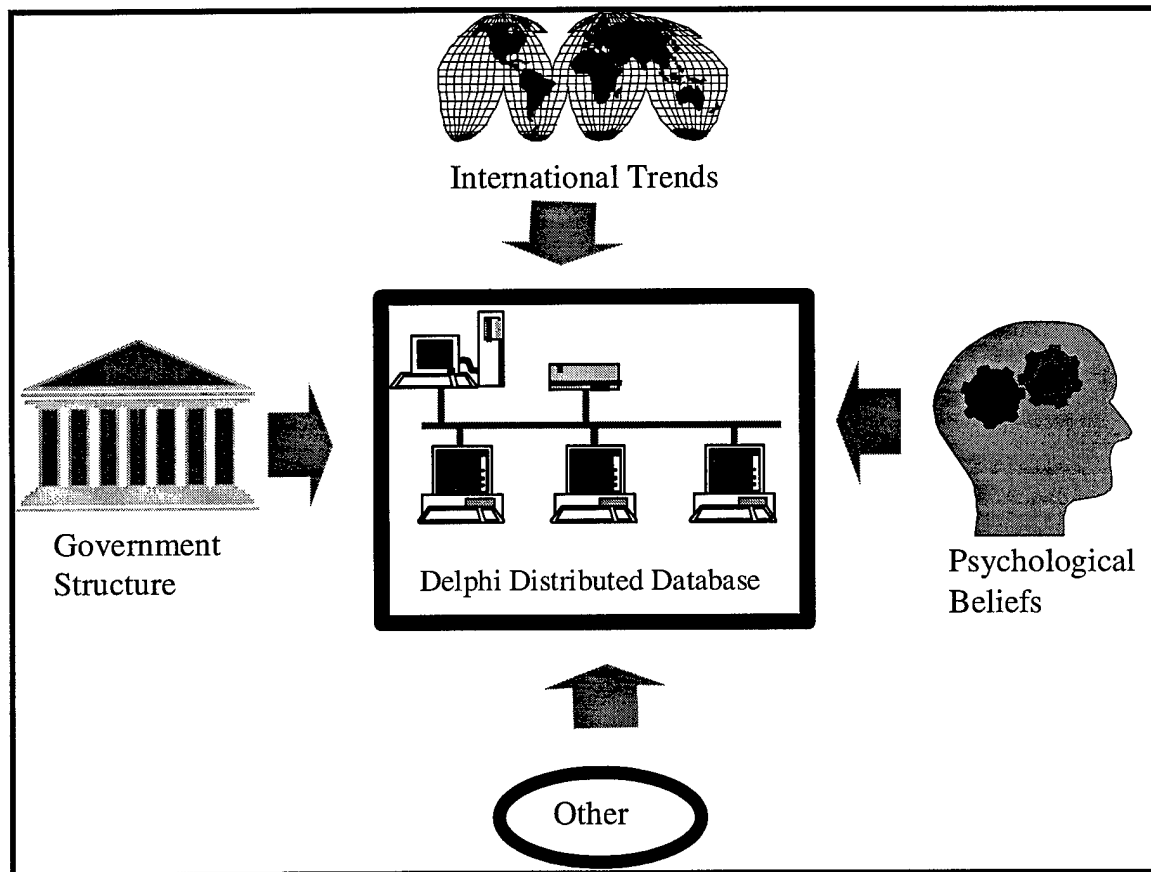 International Trends
Government
Structure
Delphi Distributed Database
Psychological
Beliefs
Other